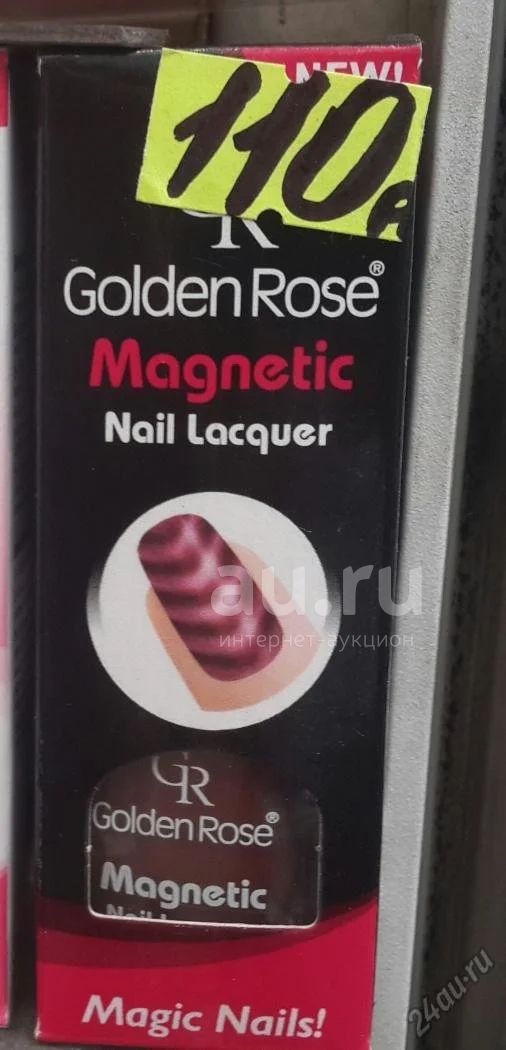 NEW!
110р
GR
Golden Rose®
Magnetic
Nail Lacquer
au.ru
интернет-аукцион
GR
Golden Rose®
Magnetic
Magic Nails!
24au.ru